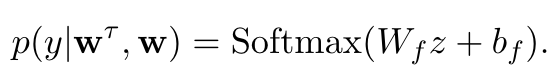 p(y|𝐰^τ, 𝐰) = Softmax(W_f z + b_f).